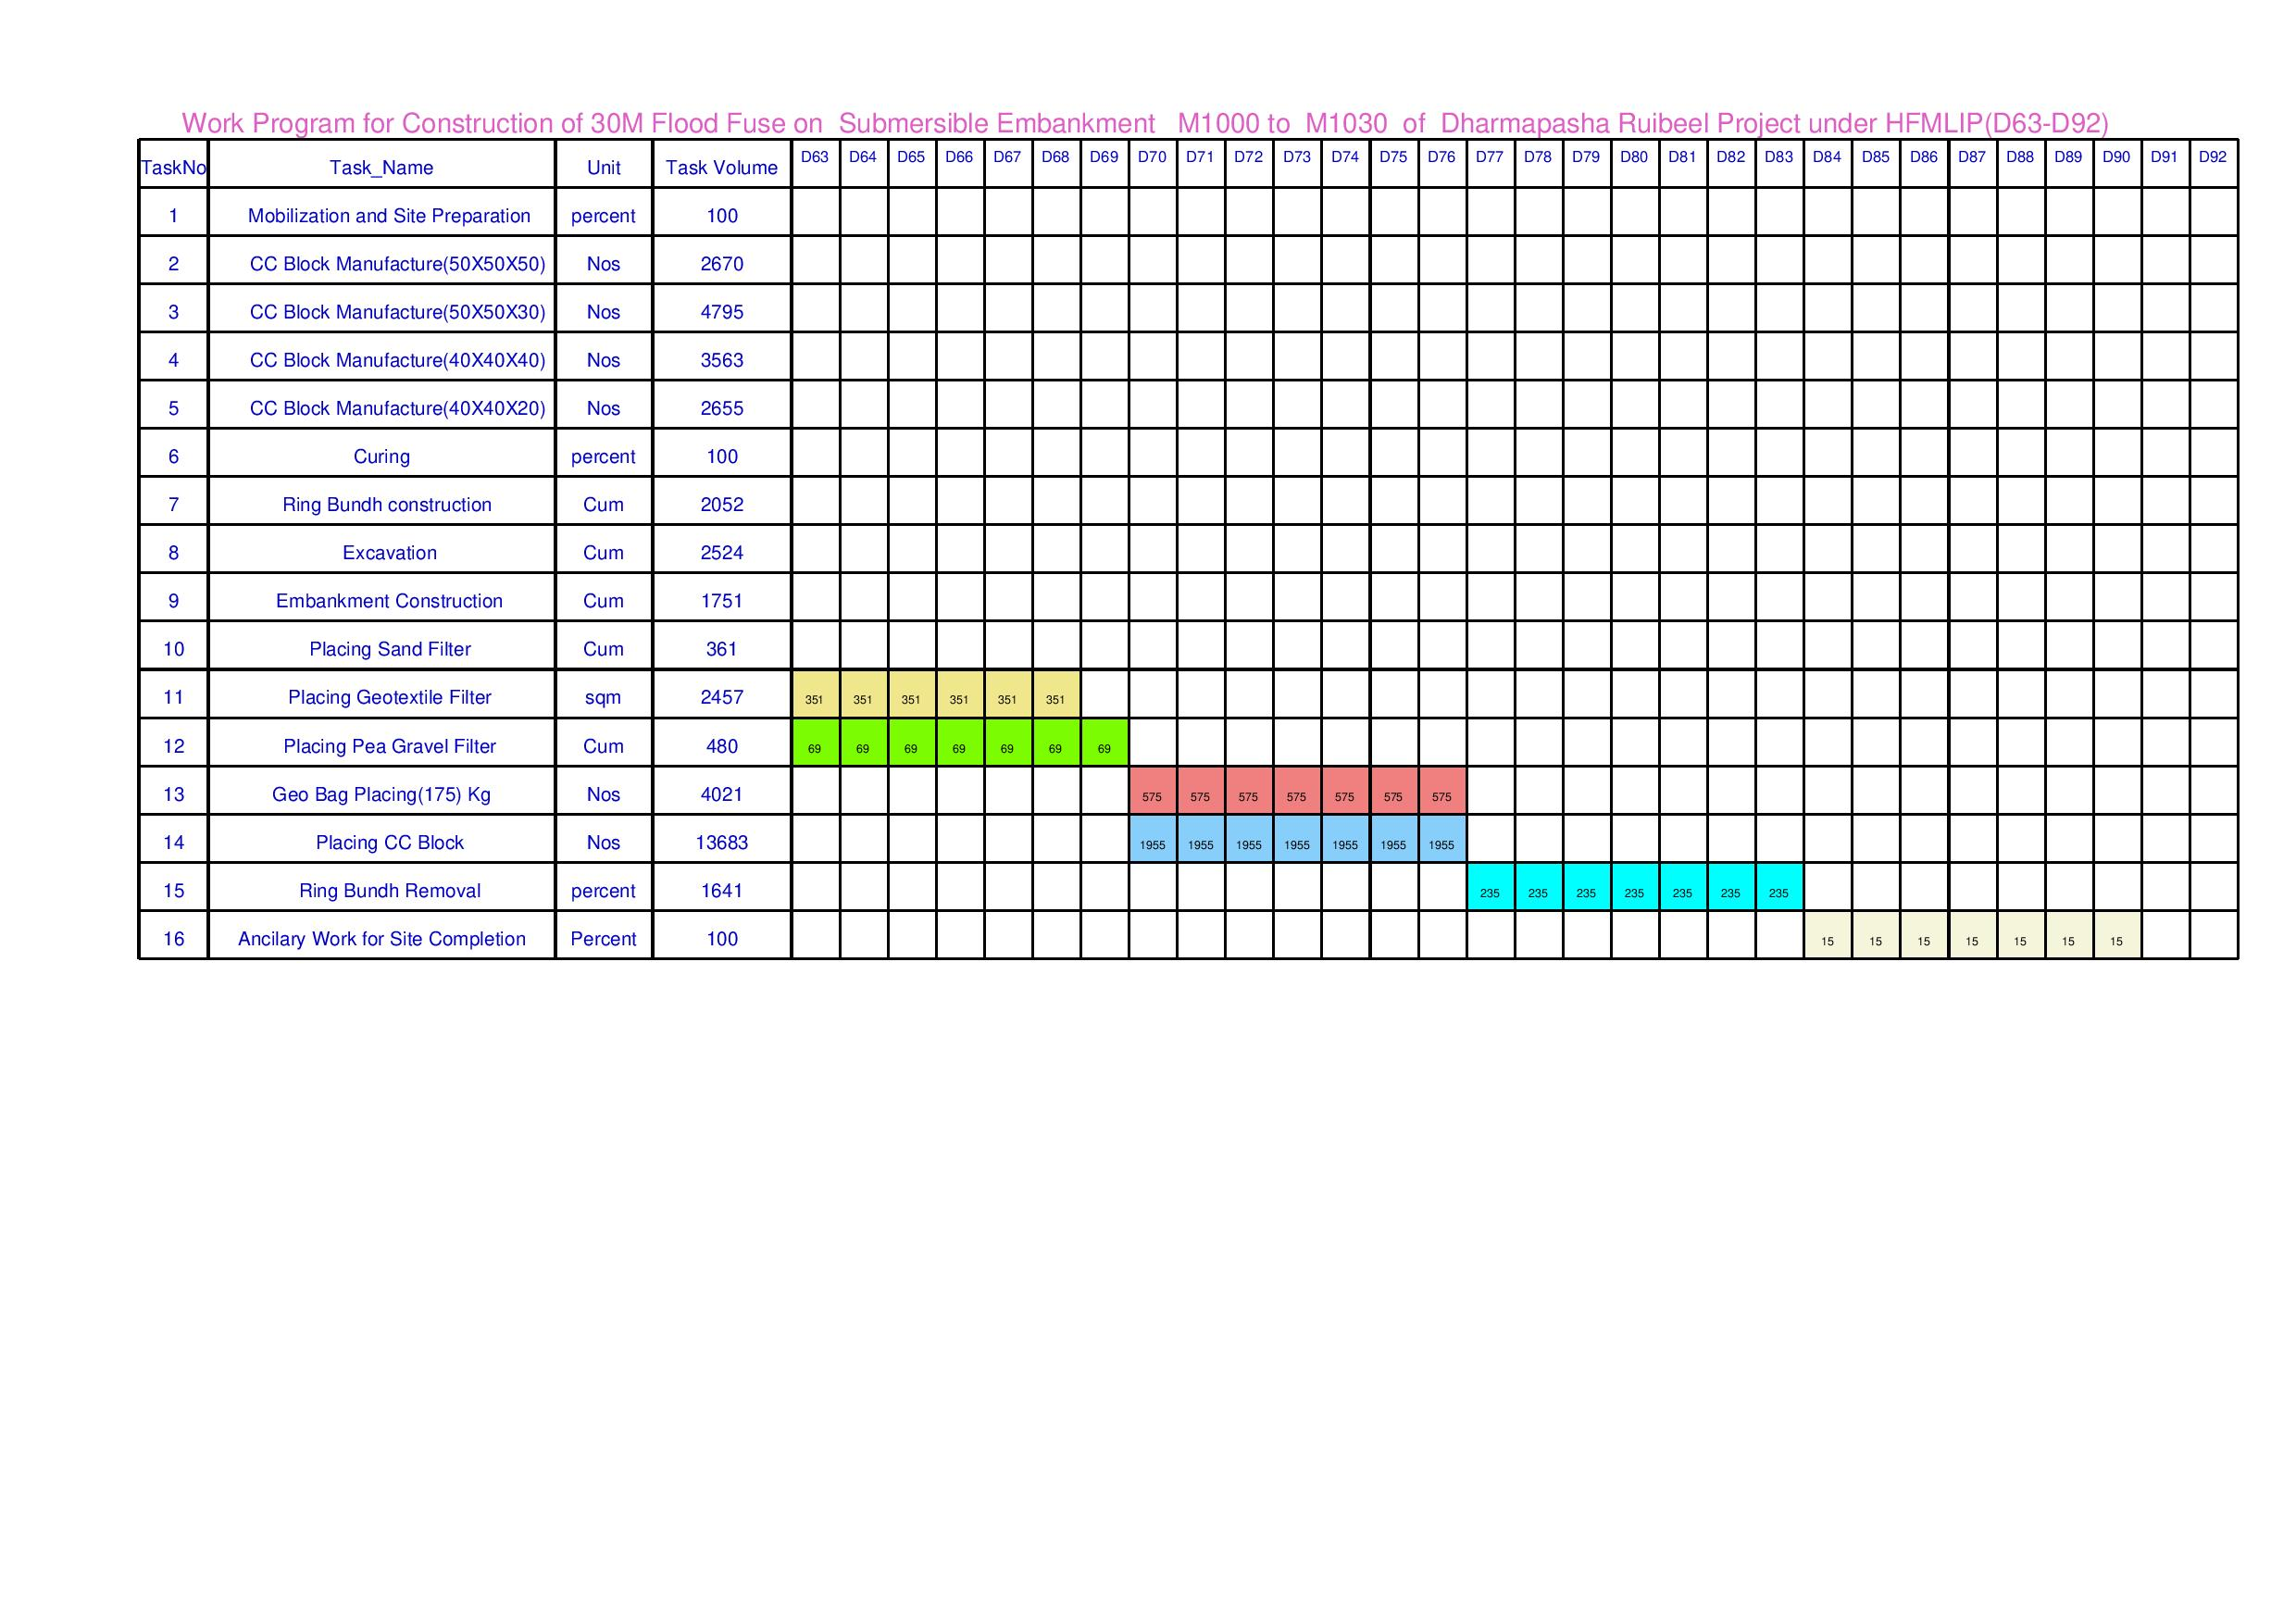 Work Program for Construction of 30M Flood Fuse on  Submersible Embankment   M1000 to  M1030  of  Dharmapasha Ruibeel Project under HFMLIP(D63-D92)
TaskNo Task_Name Unit Task Volume D63 D64 D65 D66 D67 D68 D69 D70 D71 D72 D73 D74 D75 D76 D77 D78 D79 D80 D81 D82 D83 D84 D85 D86 D87 D88 D89 D90 D91 D92
1 Mobilization and Site Preparation percent 100
2 CC Block Manufacture(50X50X50) Nos 2670
3 CC Block Manufacture(50X50X30) Nos 4795
4 CC Block Manufacture(40X40X40) Nos 3563
5 CC Block Manufacture(40X40X20) Nos 2655
6 Curing percent 100
7 Ring Bundh construction Cum 2052
8 Excavation Cum 2524
9 Embankment Construction Cum 1751
10 Placing Sand Filter Cum 361
11 Placing Geotextile Filter sqm 2457 351 351 351 351 351 351
12 Placing Pea Gravel Filter Cum 480 69 69 69 69 69 69 69
13 Geo Bag Placing(175) Kg Nos 4021 575 575 575 575 575 575 575
14 Placing CC Block Nos 13683 1955 1955 1955 1955 1955 1955 1955
15 Ring Bundh Removal percent 1641 235 235 235 235 235 235 235
16 Ancilary Work for Site Completion Percent 100 15 15 15 15 15 15 15